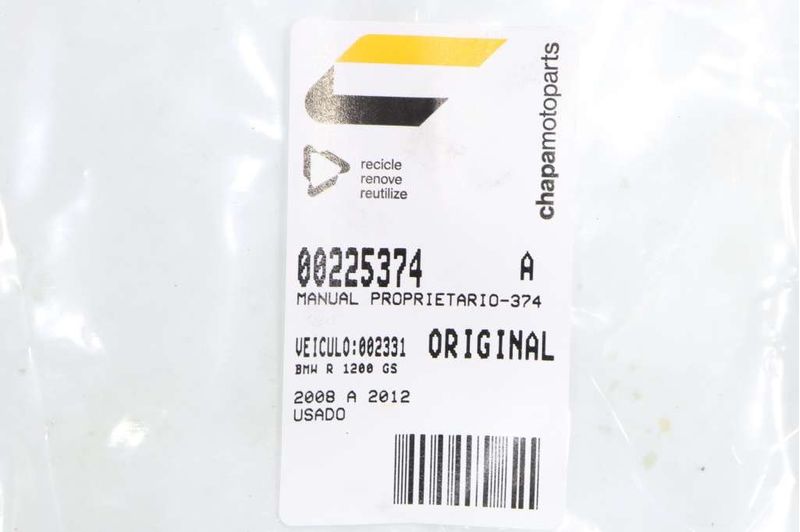 chapamotoparts
recicle
renove
reutilize
00225374 A
MANUAL PROPRIETARIO-374
VEICULO:002331 ORIGINAL
BMW R 1200 GS
2008 A 2012
USADO